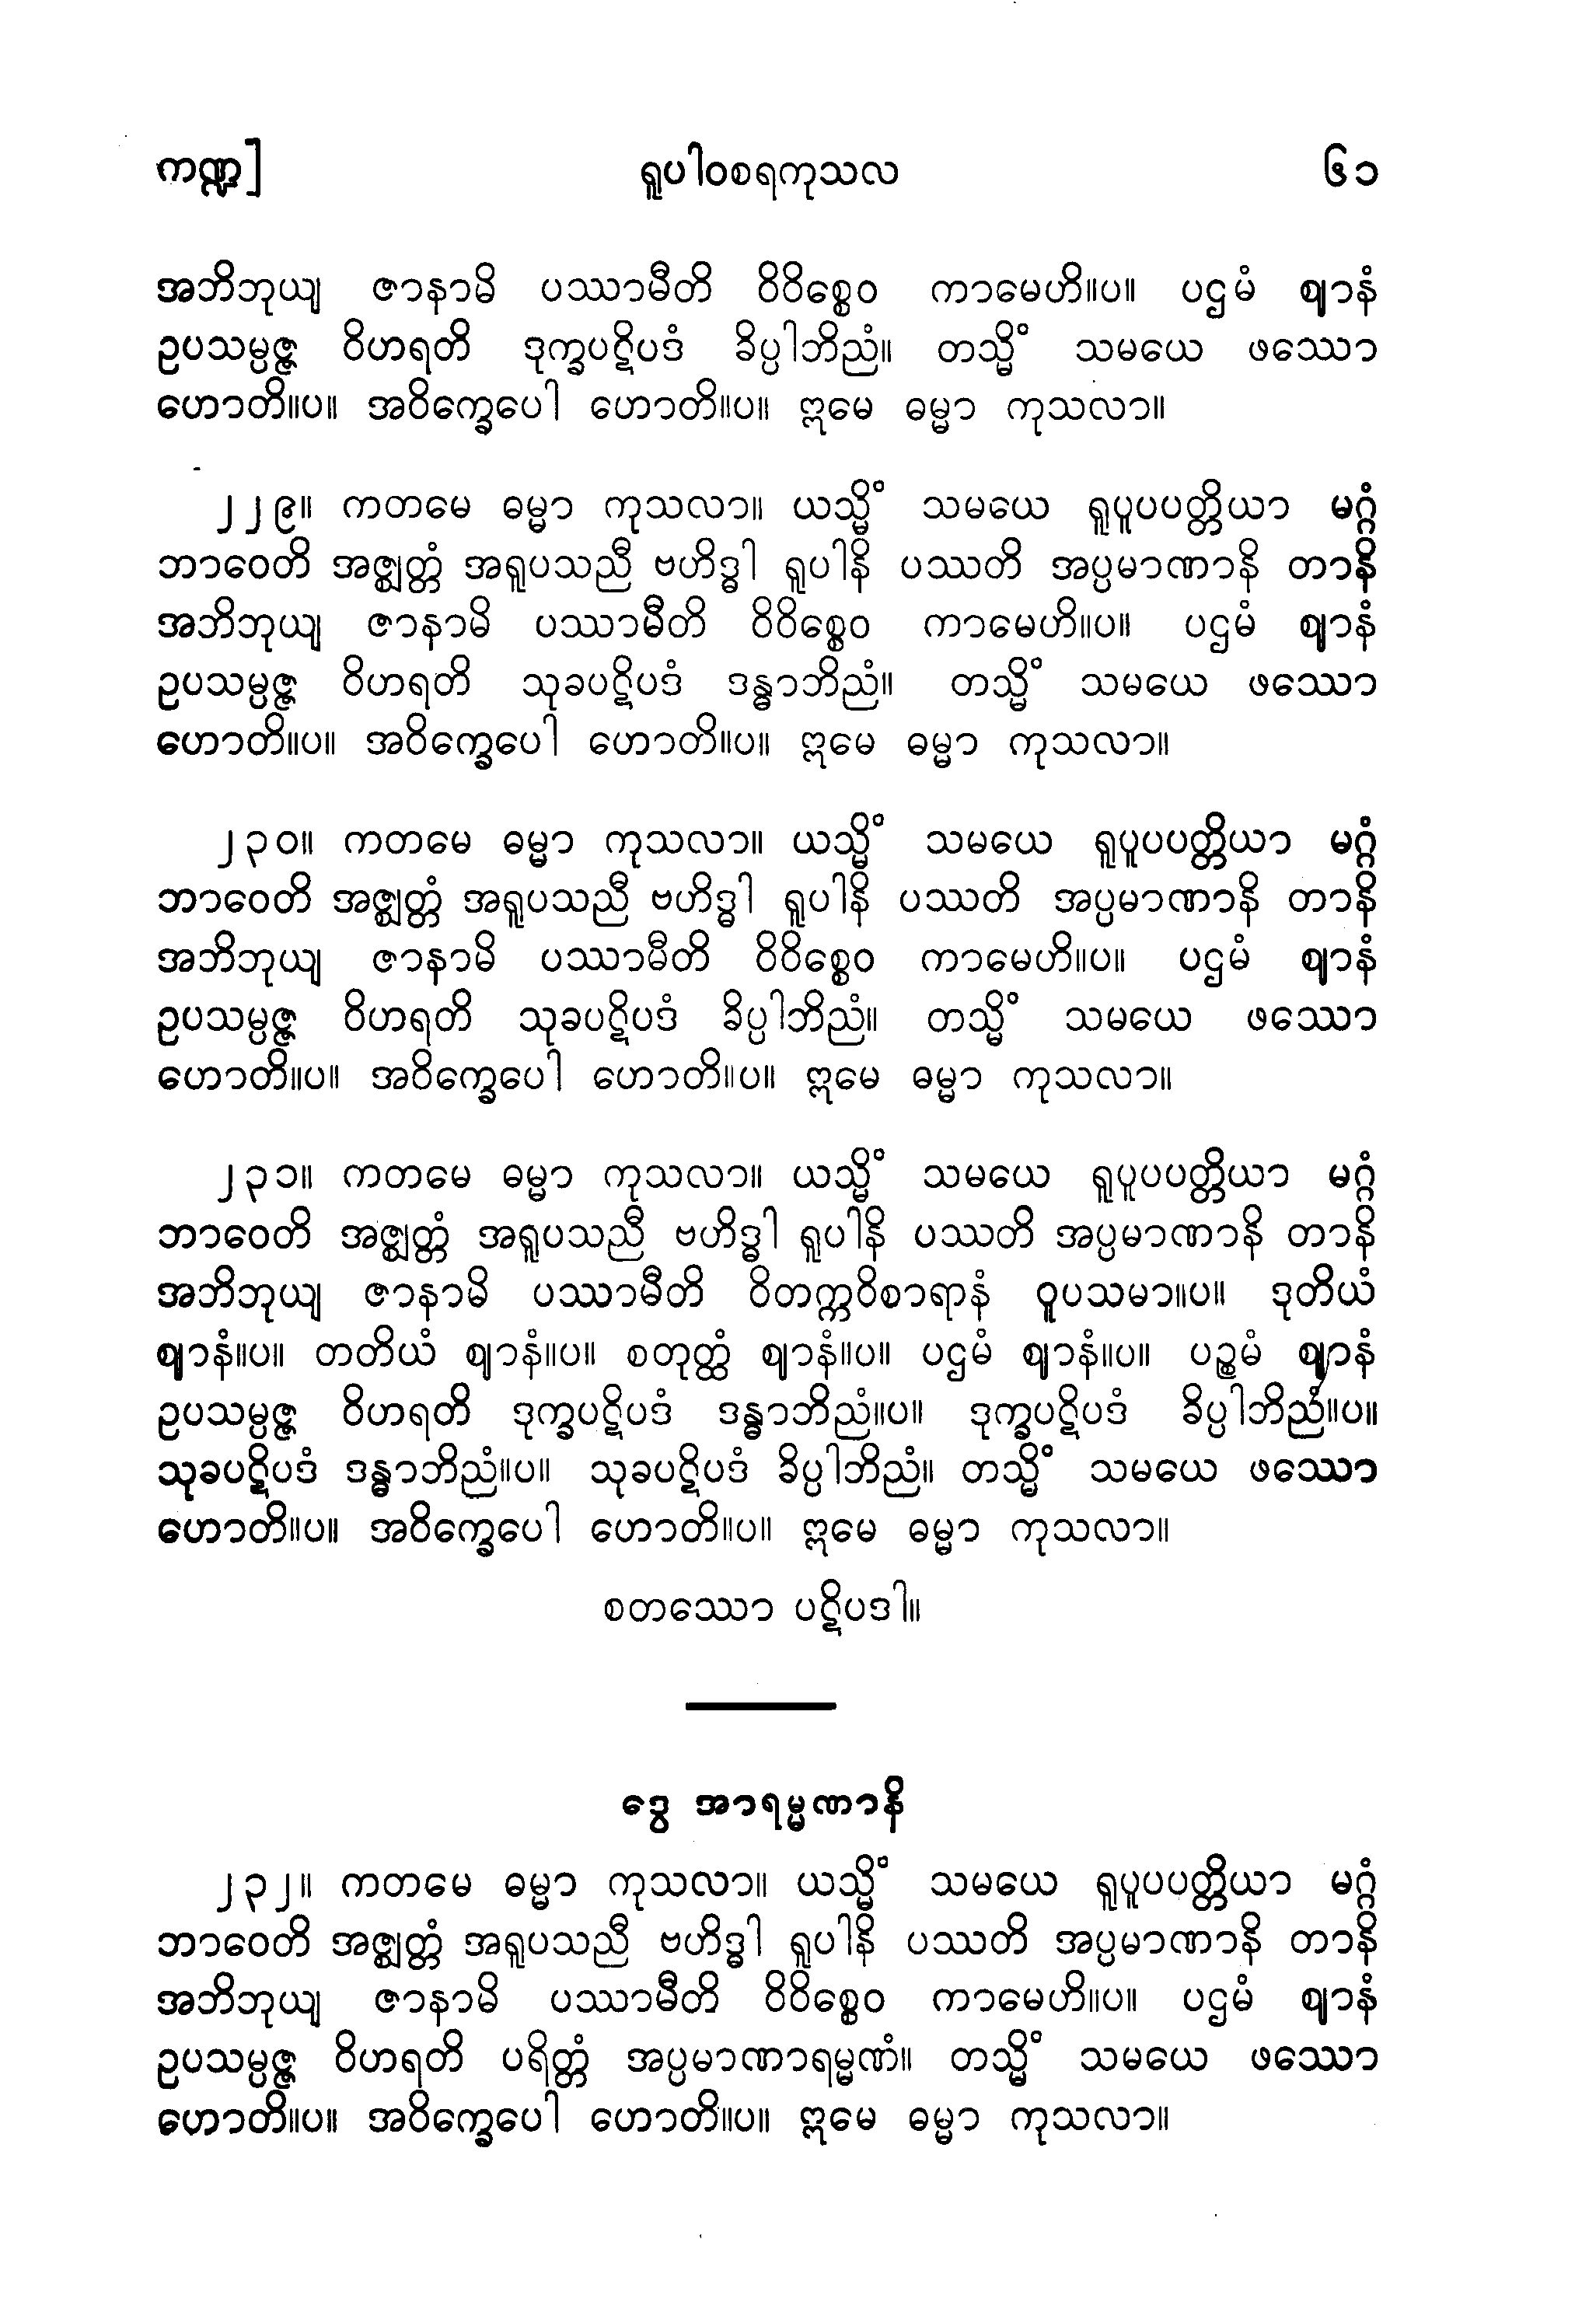 ကဏ္ဍ] ရူပါဝစရကုသလ ၆၁
အဘိဘုယျ ဇာနာမိ ပဿာမီတိ ဝိဝိစ္စေဝ ကာမေဟိ။ပ။ ပဌမံ ဈာနံ
ဥပသမ္ပဇ္ဇ ဝိဟရတိ ဒုက္ခပဋိပဒံ ခိပ္ပါဘိညံ။ တသ္မိံ သမယေ ဖဿော
ဟောတိ။ပ။ အဝိက္ခေပေါ ဟောတိ။ပ။ ဣမေ ဓမ္မာ ကုသလာ။
၂၂၉။ ကတမေ ဓမ္မာ ကုသလာ။ ယသ္မိံ သမယေ ရူပူပပတ္တိယာ မဂ္ဂံ
ဘာဝေတိ အဇ္ဈတ္တံ အရူပသညီ ဗဟိဒ္ဓါ ရူပါနိ ပဿတိ အပ္ပမာဏာနိ တာနိ
အဘိဘုယျ ဇာနာမိ ပဿာမီတိ ဝိဝိစ္စေဝ ကာမေဟိ။ပ။ ပဌမံ ဈာနံ
ဥပသမ္ပဇ္ဇ ဝိဟရတိ သုခပဋိပဒံ ဒန္ဓာဘိညံ။ တသ္မိံ သမယေ ဖဿော
ဟောတိ။ပ။ အဝိက္ခေပေါ ဟောတိ။ပ။ ဣမေ ဓမ္မာ ကုသလာ။
၂၃၀။ ကတမေ ဓမ္မာ ကုသလာ။ ယသ္မိံ သမယေ ရူပူပပတ္တိယာ မဂ္ဂံ
ဘာဝေတိ အဇ္ဈတ္တံ အရူပသညီ ဗဟိဒ္ဓါ ရူပါနိ ပဿတိ အပ္ပမာဏာနိ တာနိ
အဘိဘုယျ ဇာနာမိ ပဿာမီတိ ဝိဝိစ္စေဝ ကာမေဟိ။ပ။ ပဌမံ ဈာနံ
ဥပသမ္ပဇ္ဇ ဝိဟရတိ သုခပဋိပဒံ ခိပ္ပါဘိညံ။ တသ္မိံ သမယေ ဖဿော
ဟောတိ။ပ။ အဝိက္ခေပေါ ဟောတိ။ပ။ ဣမေ ဓမ္မာ ကုသလာ။
၂၃၁။ ကတမေ ဓမ္မာ ကုသလာ။ ယသ္မိံ သမယေ ရူပူပပတ္တိယာ မဂ္ဂံ
ဘာဝေတိ အဇ္ဈတ္တံ အရူပသညီ ဗဟိဒ္ဓါ ရူပါနိ ပဿတိ အပ္ပမာဏာနိ တာနိ
အဘိဘုယျ ဇာနာမိ ပဿာမီတိ ဝိတက္ကဝိစာရာနံ ဝူပသမာ။ပ။ ဒုတိယံ
ဈာနံ။ပ။ တတိယံ ဈာနံ။ပ။ စတုတ္ထံ ဈာနံ။ပ။ ပဌမံ ဈာနံ။ပ။ ပဉ္စမံ ဈာနံ
ဥပသမ္ပဇ္ဇ ဝိဟရတိ ဒုက္ခပဋိပဒံ ဒန္ဓာဘိညံ။ပ။ ဒုက္ခပဋိပဒံ ခိပ္ပါဘိညံ။ပ။
သုခပဋိပဒံ ဒန္ဓာဘိညံ။ပ။ သုခပဋိပဒံ ခိပ္ပါဘိညံ။ တသ္မိံ သမယေ ဖဿော
ဟောတိ။ပ။ အဝိက္ခေပေါ ဟောတိ။ပ။ ဣမေ ဓမ္မာ ကုသလာ။
စတဿော ပဋိပဒါ။
ဒွေ အာရမ္မဏာနိ
၂၃၂။ ကတမေ ဓမ္မာ ကုသလာ။ ယသ္မိံ သမယေ ရူပူပပတ္တိယာ မဂ္ဂံ
ဘာဝေတိ အဇ္ဈတ္တံ အရူပသညီ ဗဟိဒ္ဓါ ရူပါနိ ပဿတိ အပ္ပမာဏာနိ တာနိ
အဘိဘုယျ ဇာနာမိ ပဿာမီတိ ဝိဝိစ္စေဝ ကာမေဟိ။ပ။ ပဌမံ ဈာနံ
ဥပသမ္ပဇ္ဇ ဝိဟရတိ ပရိတ္တံ အပ္ပမာဏာရမ္မဏံ။ တသ္မိံ သမယေ ဖဿော
ဟောတိ။ပ။ အဝိက္ခေပေါ ဟောတိ။ပ။ ဣမေ ဓမ္မာ ကုသလာ။